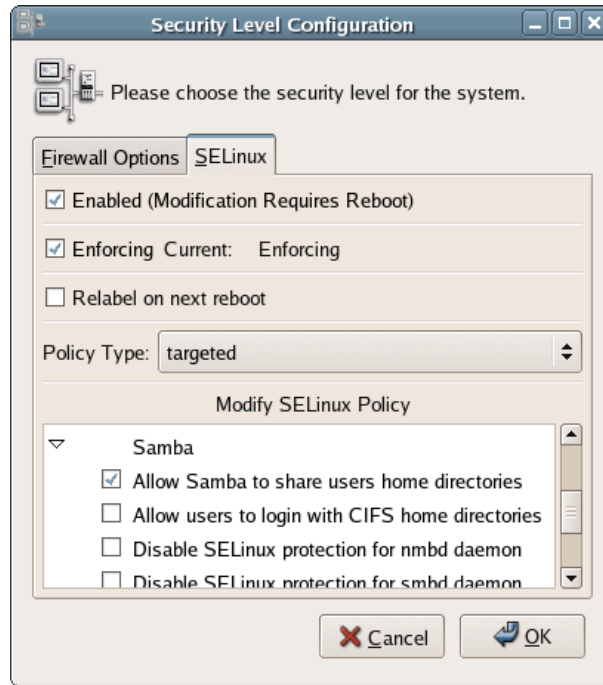 Security Level Configuration
Please choose the security level for the system.
Firewall Options
SELinux
Enabled (Modification Requires Reboot)
Enforcing Current: Enforcing
Relabel on next reboot
Policy Type: targeted
Modify SELinux Policy
Samba
Allow Samba to share users home directories
Allow users to login with CIFS home directories
Disable SELinux protection for nmbd daemon
Disable SELinux protection for smbd daemon
Cancel
OK